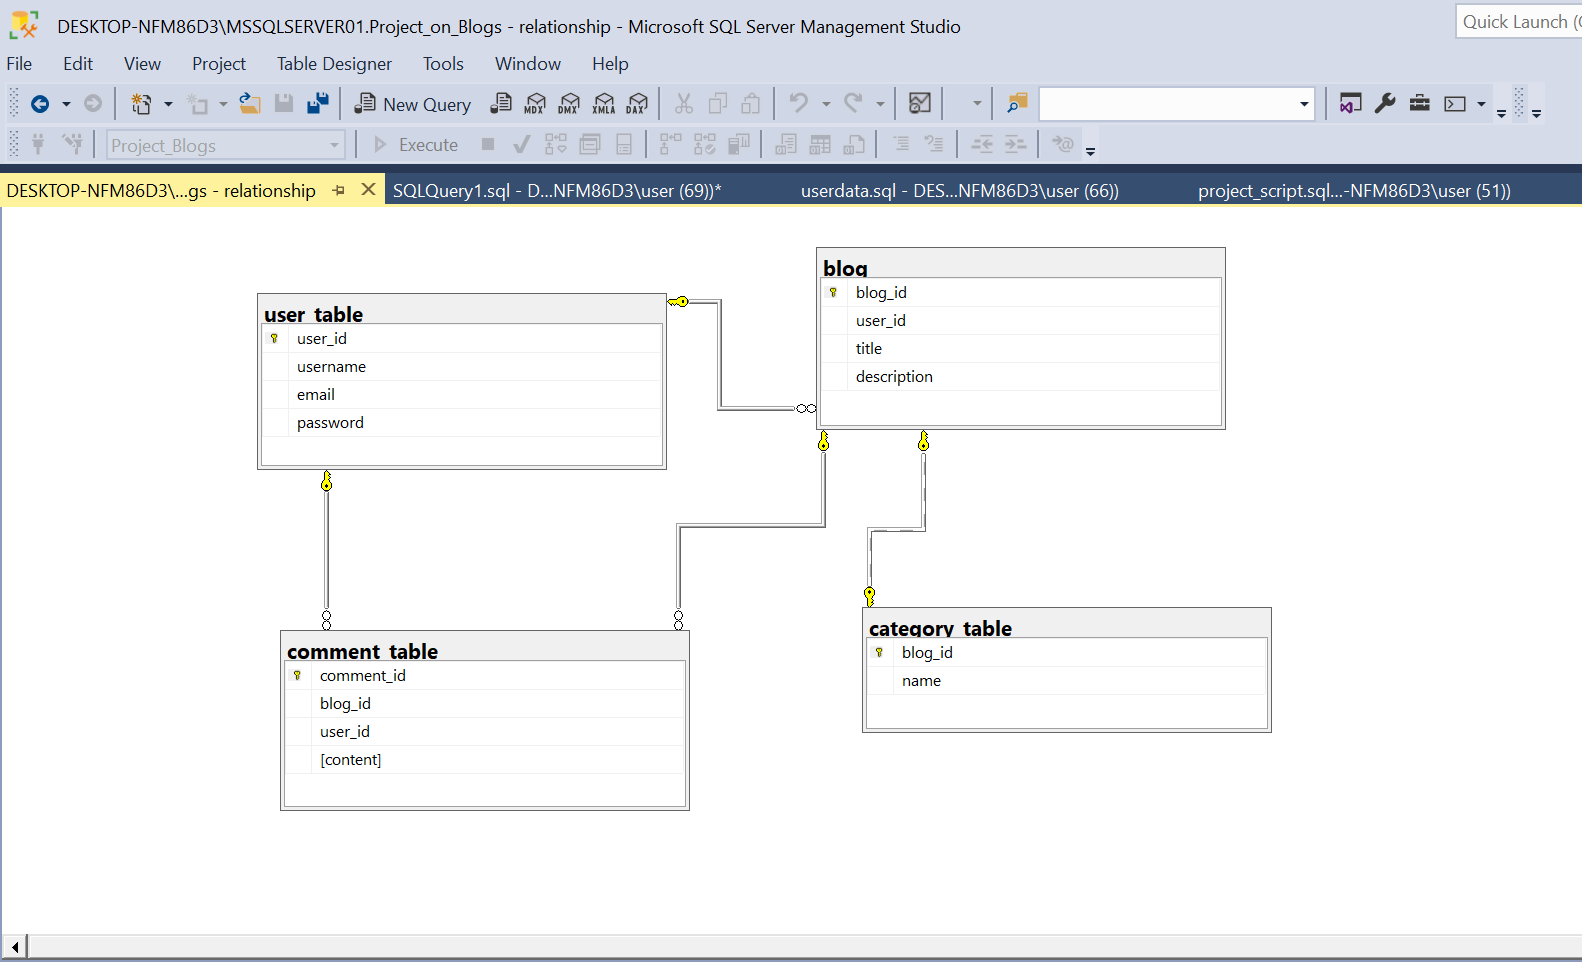 DESKTOP-NFM86D3\MSSQLSERVER01.Project_on_Blogs - relationship - Microsoft SQL Server Management Studio
Quick Launch (
File Edit View Project Table Designer Tools Window Help
New Query MDX DMX XMLA DAX
Project_Blogs Execute
DESKTOP-NFM86D3\...gs - relationship SQLQuery1.sql - D...NFM86D3\user (69))* userdata.sql - DES...NFM86D3\user (66)) project_script.sql...-NFM86D3\user (51))
blog
blog_id
user_id
title
description
user_table
user_id
username
email
password
comment_table
comment_id
blog_id
user_id
[content]
category_table
blog_id
name